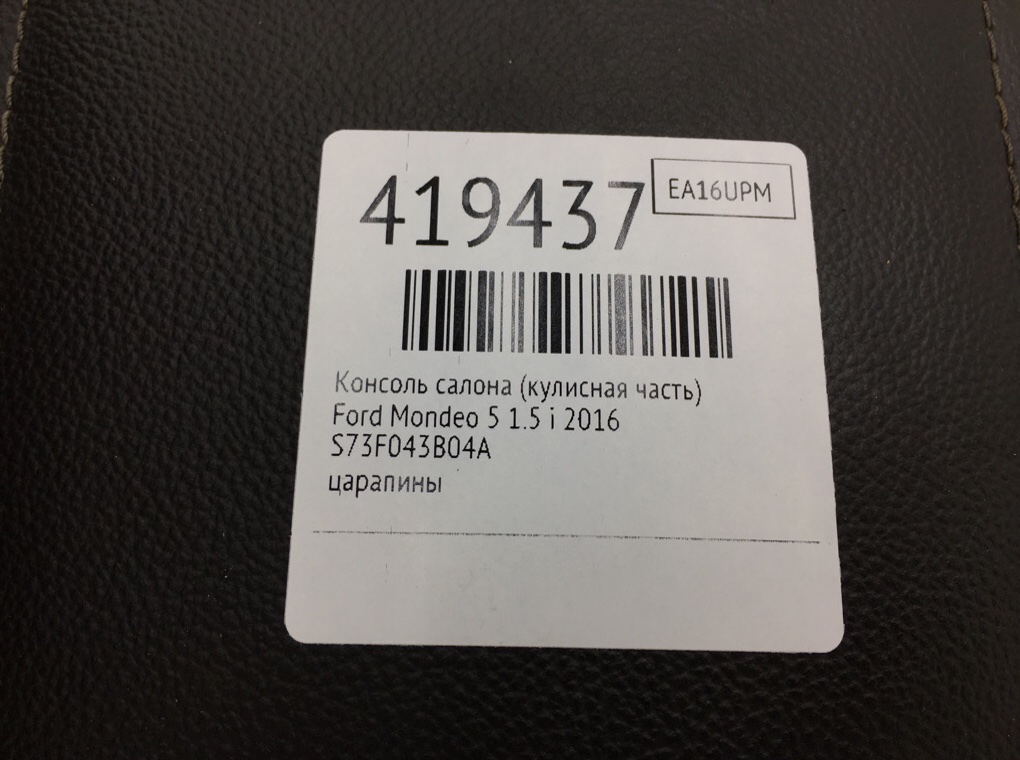 419437
EA16UPM
Консоль салона (кулисная часть)
Ford Mondeo 5 1.5 i 2016
S73F043B04A
царапины